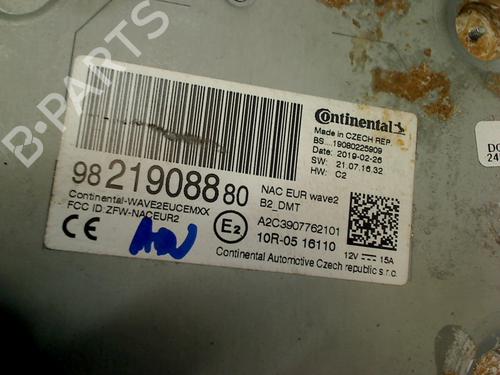 B-PARTS
Continental
Made in CZECH REP.
BS...19080225909
Date: 2019-02-26
SW: 21.07.16.32
HW: C2
98 219088 80
NAC EUR wave2
B2_DMT
Continental-WAVE2EUCEMXX
FCC ID:ZFW-NACEUR2
CE
E2
A2C3907762101
10R-05 16110
12V 15A
Continental Automotive Czech republic s.r.o.